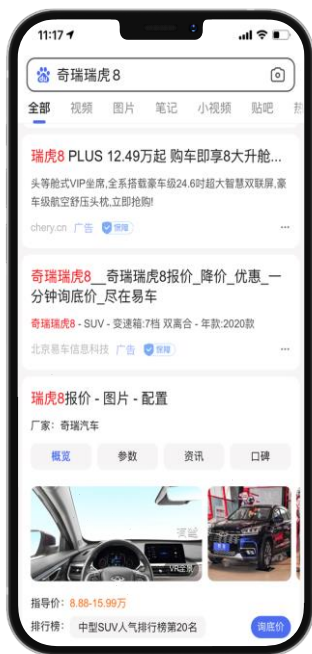 11:17
奇瑞瑞虎8
全部 视频 图片 笔记 小视频 贴吧
瑞虎8 PLUS 12.49万起 购车即享8大升舱...
头等舱式VIP坐席,全系搭载豪车级24.6吋超大智慧双联屏,豪
车级航空舒压头枕,立即抢购!
chery.cn 广告 保障
奇瑞瑞虎8__奇瑞瑞虎8报价_降价_优惠_一
分钟询底价_尽在易车
奇瑞瑞虎8 - SUV - 变速箱:7档 双离合 - 年款:2020款
北京易车信息科技 广告 保障
瑞虎8报价 - 图片 - 配置
厂家：奇瑞汽车
概览 参数 资讯 口碑
VR全景
指导价：8.88-15.99万
排行榜： 中型SUV人气排行榜第20名
询底价